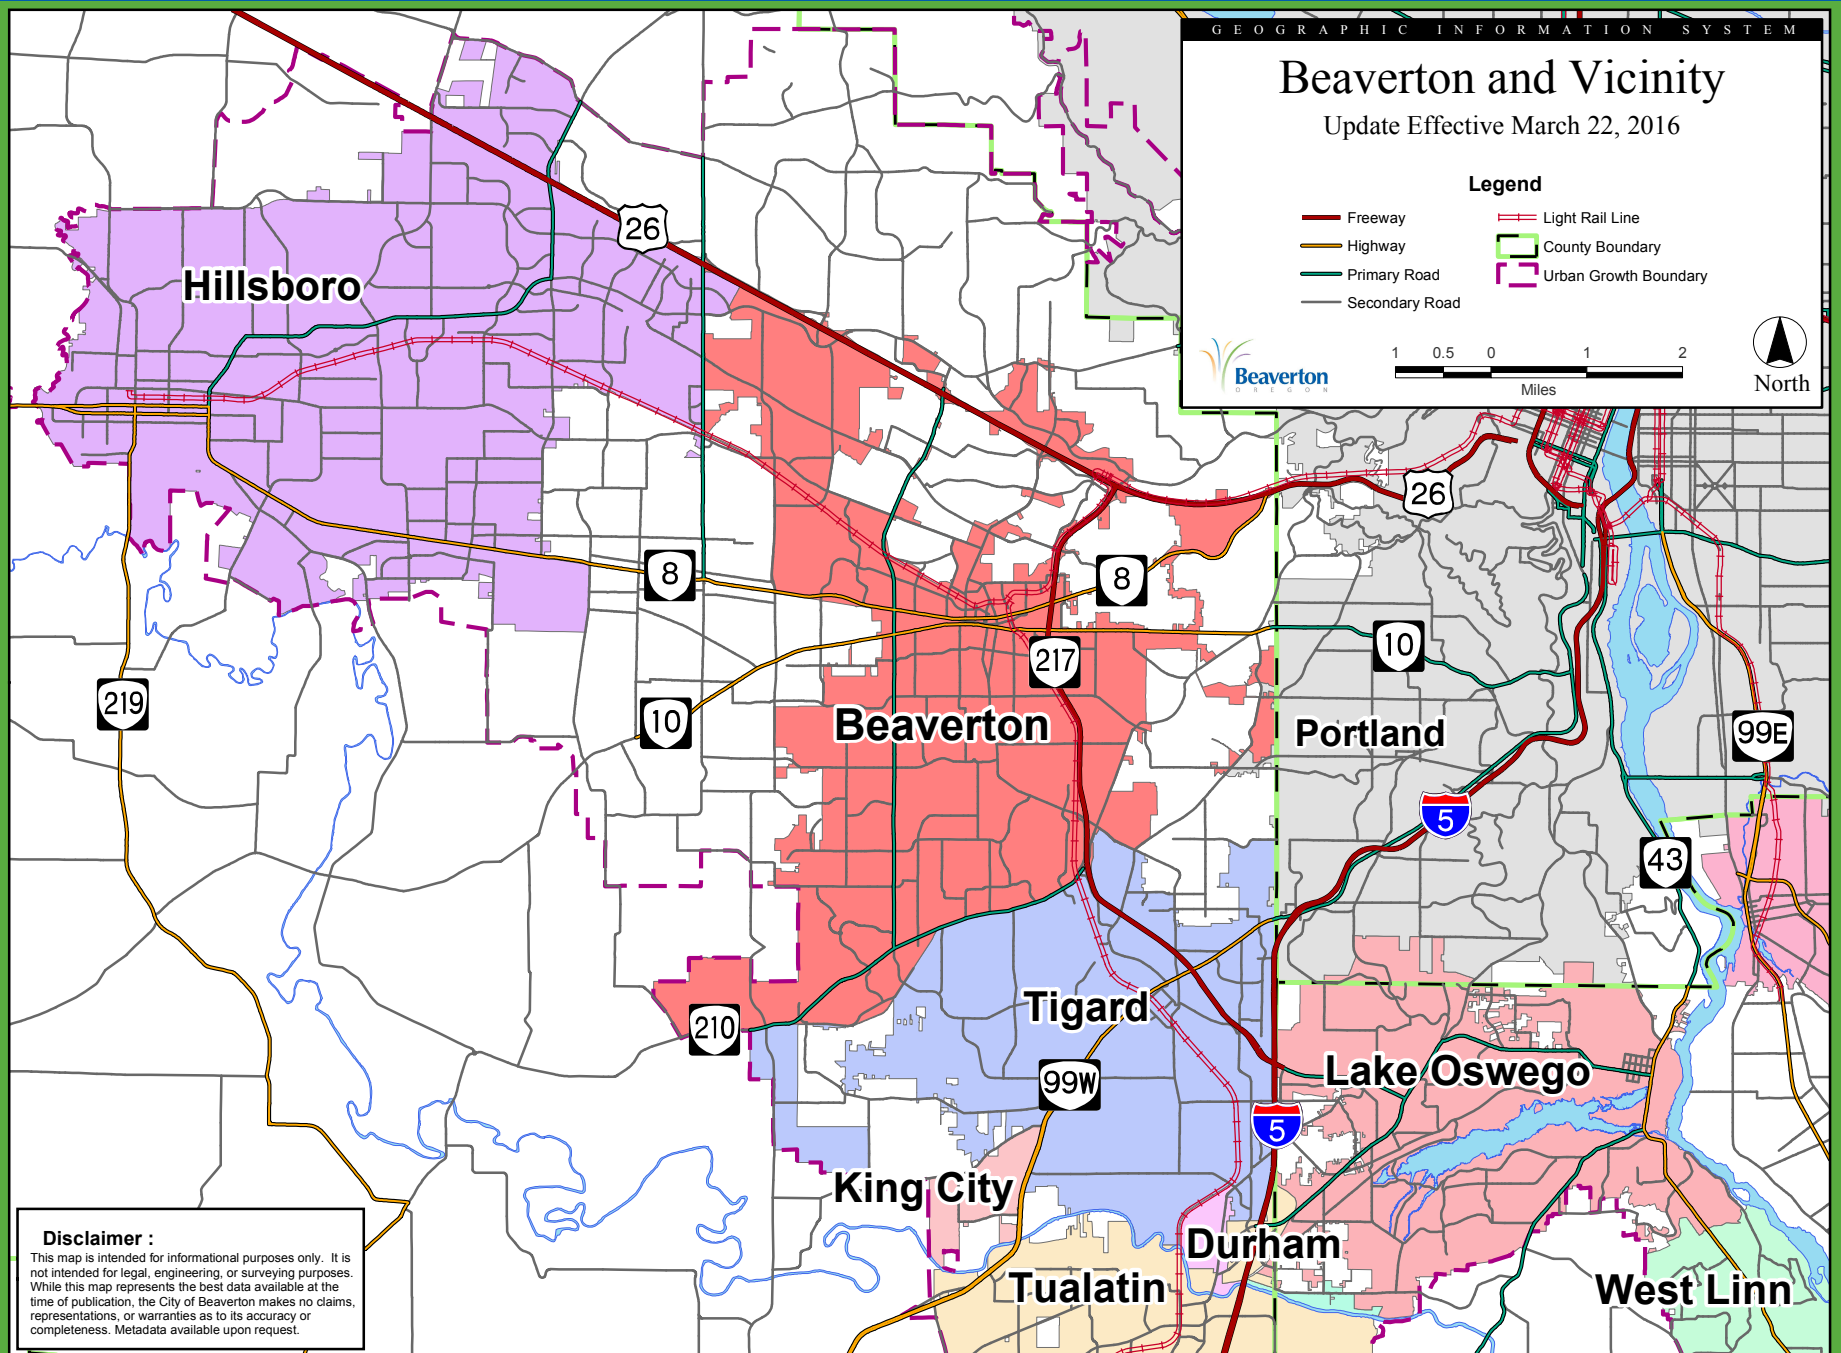 GEOGRAPHIC INFORMATION SYSTEM
Beaverton and Vicinity
Update Effective March 22, 2016
Legend
Freeway
Light Rail Line
Highway
County Boundary
Primary Road
Urban Growth Boundary
Secondary Road
1 0.5 0 1 2
Miles
Beaverton
OREGON
North
26
Hillsboro
26
8
8
10
217
219
10
Beaverton
Portland
99E
5
43
Tigard
210
Lake Oswego
99W
5
King City
Durham
Tualatin
West Linn
Disclaimer :
This map is intended for informational purposes only. It is
not intended for legal, engineering, or surveying purposes.
While this map represents the best data available at the
time of publication, the City of Beaverton makes no claims,
representations, or warranties as to its accuracy or
completeness. Metadata available upon request.